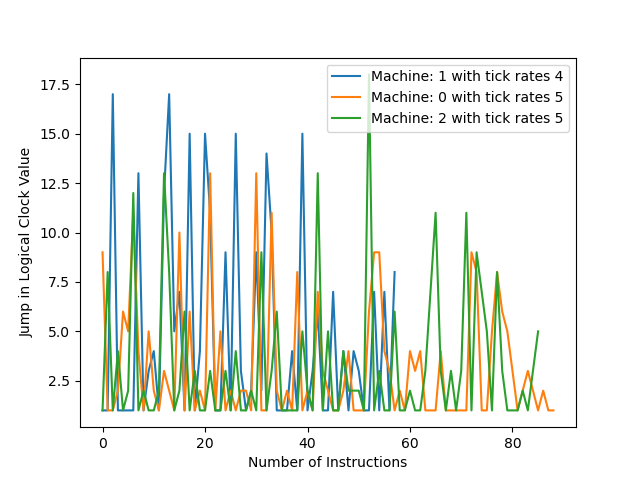 Machine: 1 with tick rates 4
Machine: 0 with tick rates 5
Machine: 2 with tick rates 5
17.5
15.0
12.5
10.0
7.5
5.0
2.5
Jump in Logical Clock Value
0 20 40 60 80
Number of Instructions